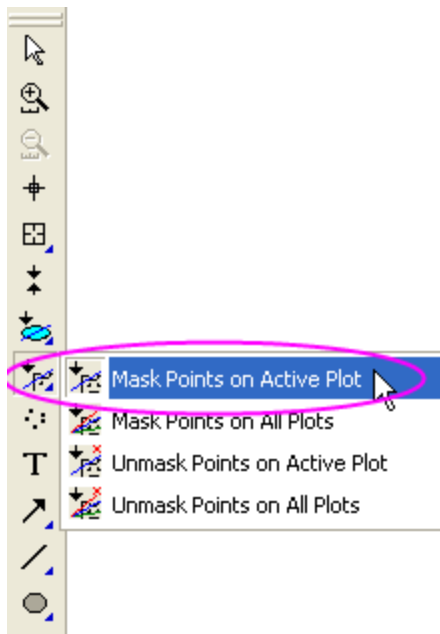 Mask Points on Active Plot
Mask Points on All Plots
T
Unmask Points on Active Plot
Unmask Points on All Plots